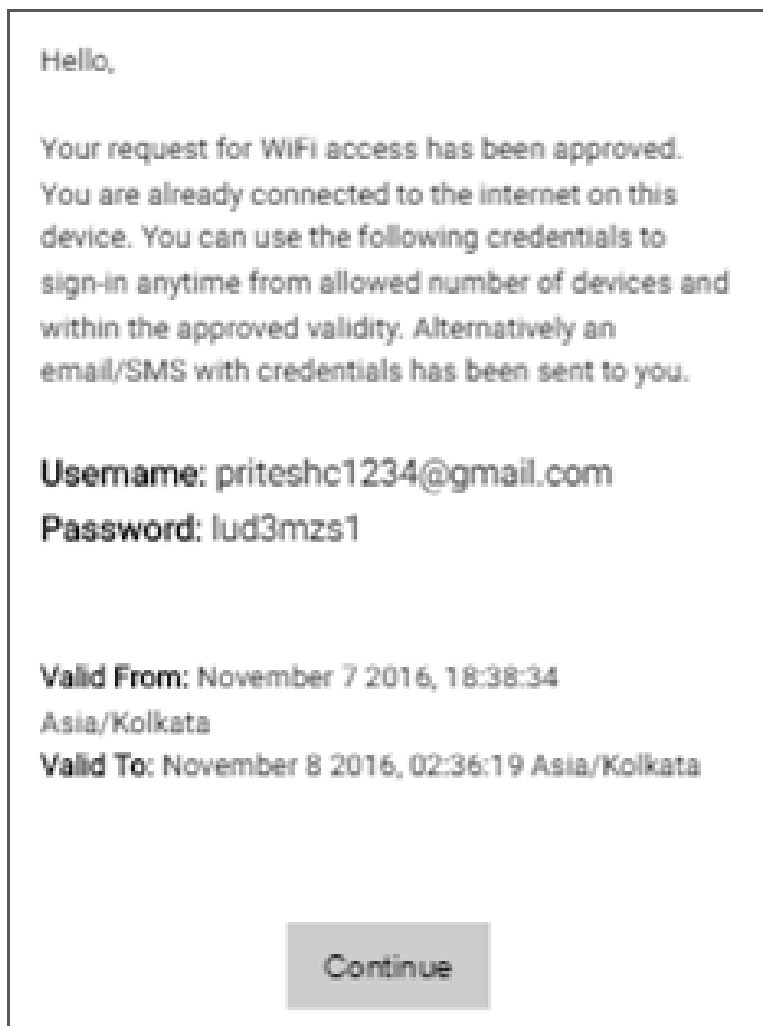 Hello,
Your request for WiFi access has been approved.
You are already connected to the internet on this
device. You can use the following credentials to
sign-in anytime from allowed number of devices and
within the approved validity. Alternatively an
email/SMS with credentials has been sent to you.
Username: priteshc1234@gmail.com
Password: lud3mzs1
Valid From: November 7 2016, 18:38:34
Asia/Kolkata
Valid To: November 8 2016, 02:36:19 Asia/Kolkata
Continue